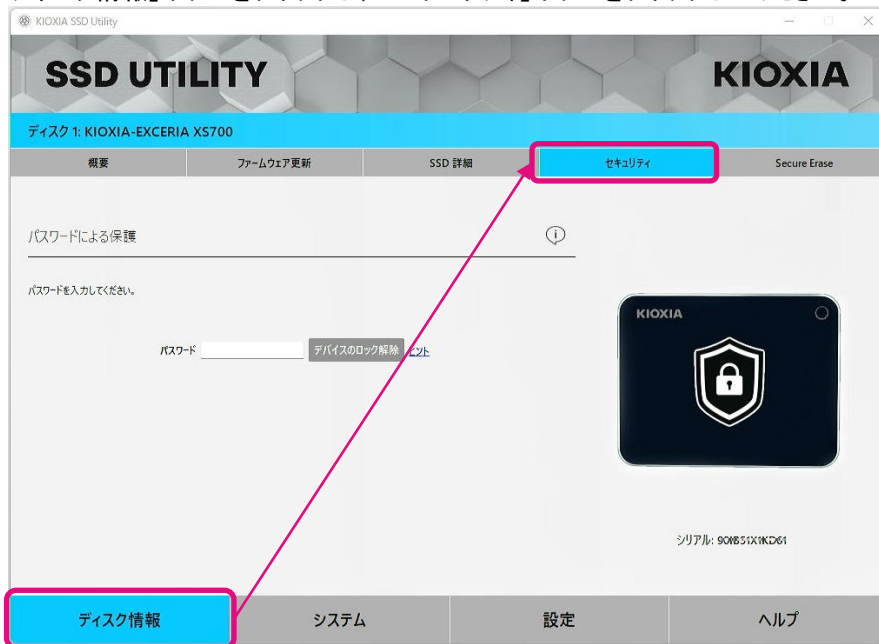 KIOXIA SSD Utility
SSD UTILITY
KIOXIA
ディスク 1: KIOXIA-EXCERIA XS700
概要
ファームウェア更新
SSD 詳細
セキュリティ
Secure Erase
パスワードによる保護
パスワードを入力してください。
パスワード
デバイスのロック解除
ヒント
KIOXIA
シリアル:
ディスク情報
システム
設定
ヘルプ